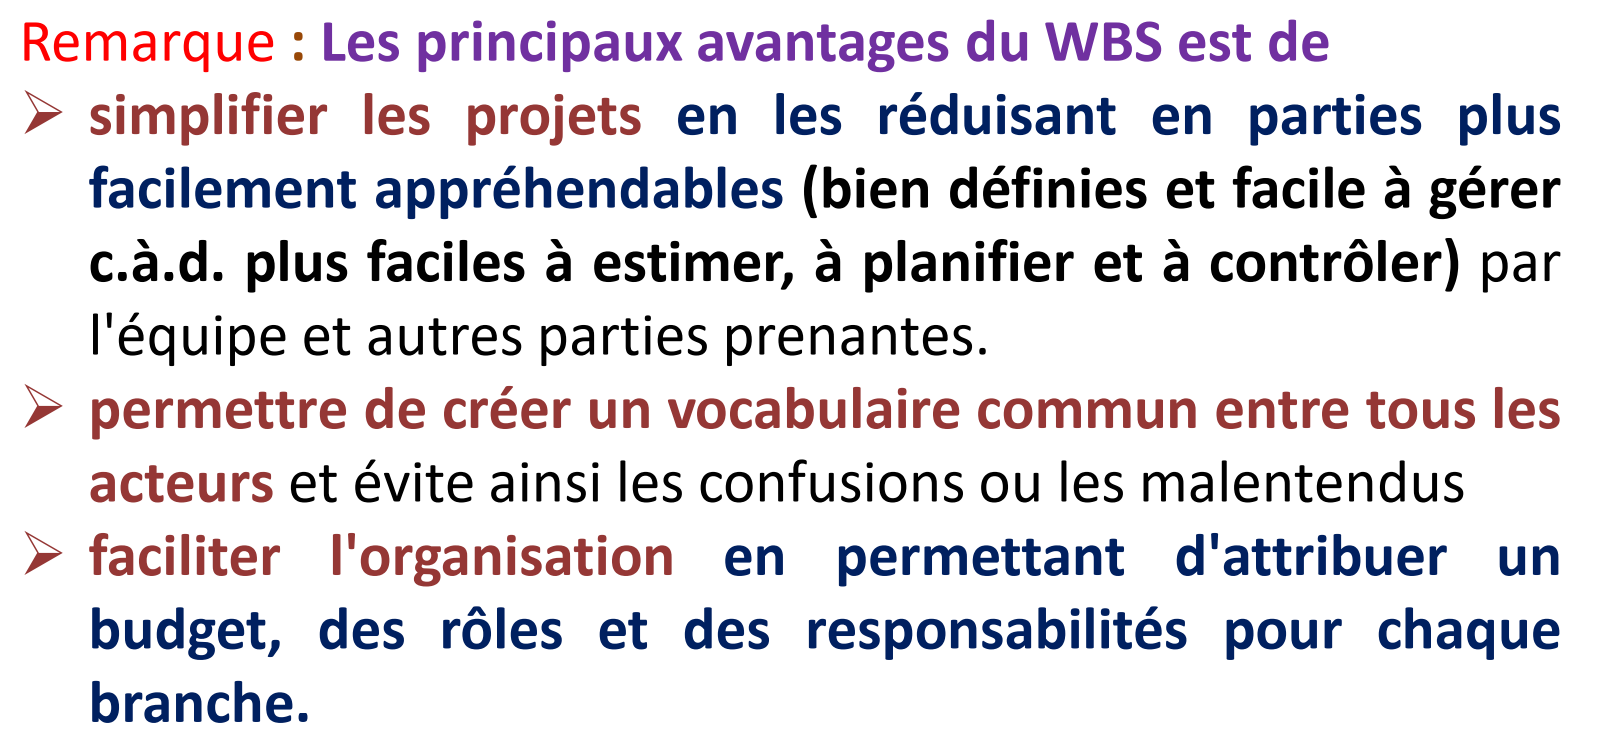 Remarque : Les principaux avantages du WBS est de
➢ simplifier les projets en les réduisant en parties plus
facilement appréhendables (bien définies et facile à gérer
c.à.d. plus faciles à estimer, à planifier et à contrôler) par
l'équipe et autres parties prenantes.
➢ permettre de créer un vocabulaire commun entre tous les
acteurs et évite ainsi les confusions ou les malentendus
➢ faciliter l'organisation en permettant d'attribuer un
budget, des rôles et des responsabilités pour chaque
branche.